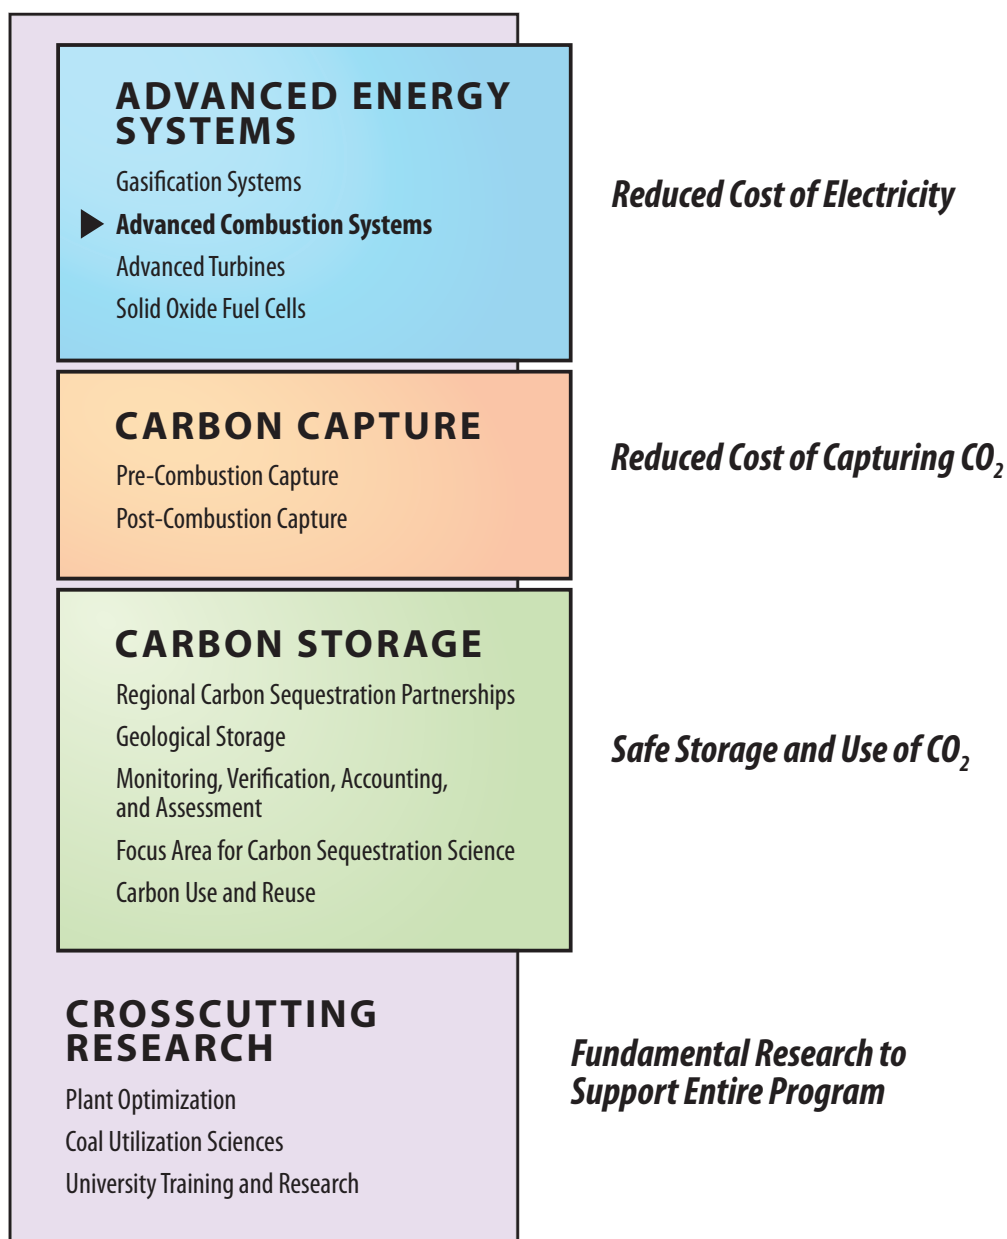 ADVANCED ENERGY
SYSTEMS
Gasification Systems
Advanced Combustion Systems
Advanced Turbines
Solid Oxide Fuel Cells
Reduced Cost of Electricity
CARBON CAPTURE
Pre-Combustion Capture
Post-Combustion Capture
Reduced Cost of Capturing CO₂
CARBON STORAGE
Regional Carbon Sequestration Partnerships
Geological Storage
Monitoring, Verification, Accounting,
and Assessment
Focus Area for Carbon Sequestration Science
Carbon Use and Reuse
Safe Storage and Use of CO₂
CROSSCUTTING
RESEARCH
Plant Optimization
Coal Utilization Sciences
University Training and Research
Fundamental Research to
Support Entire Program